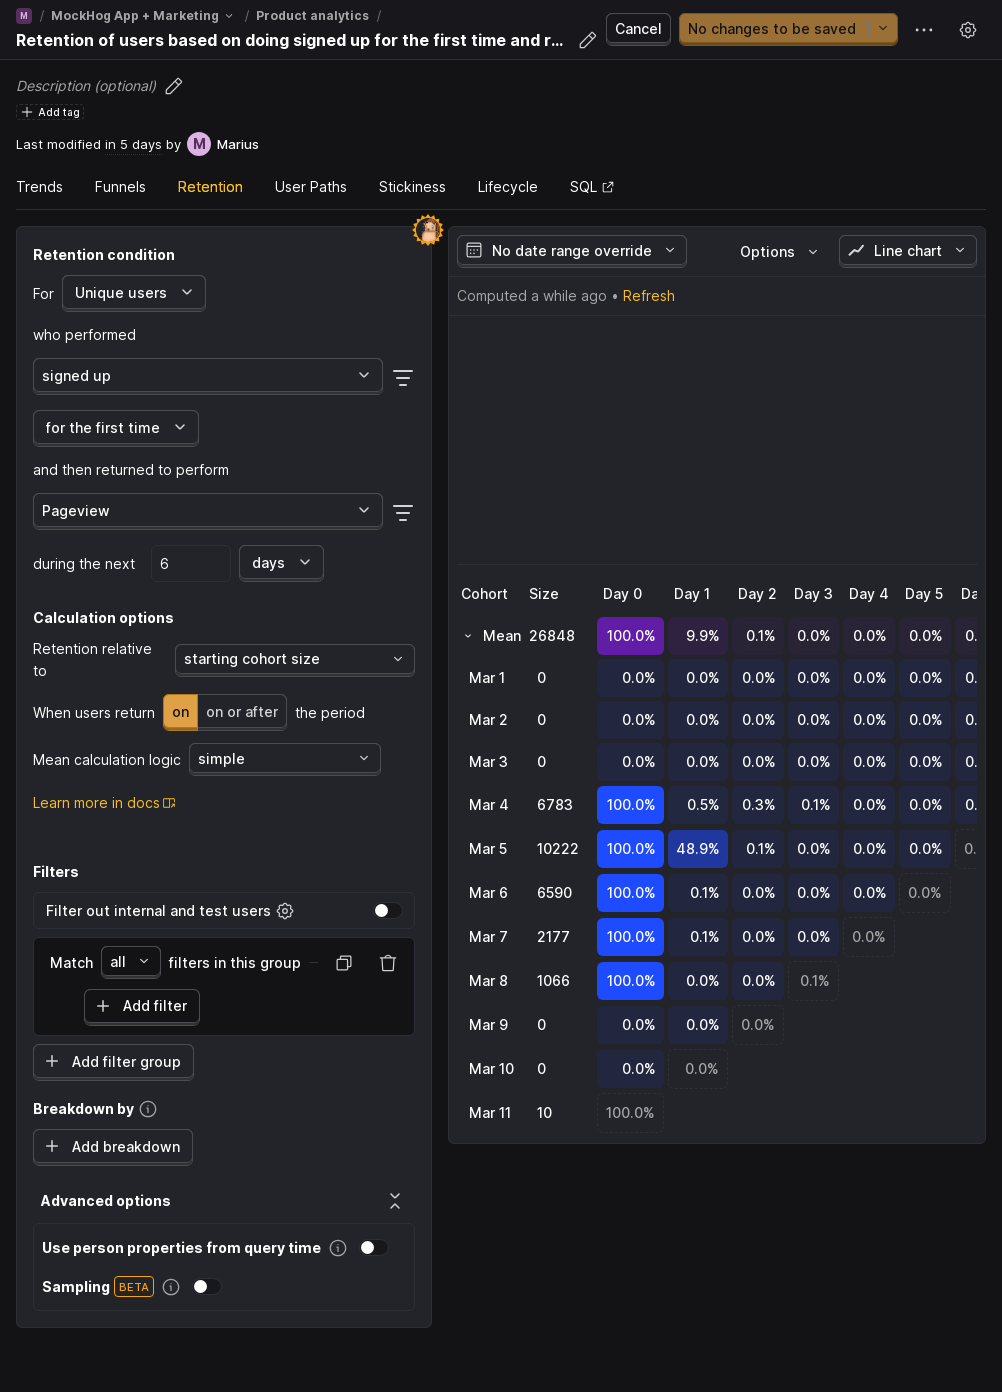 M / MockHog App + Marketing / Product analytics /
Retention of users based on doing signed up for the first time and r...
Cancel
No changes to be saved
Description (optional)
Add tag
Last modified in 5 days by M Marius
Trends Funnels Retention User Paths Stickiness Lifecycle SQL
Retention condition
For Unique users
who performed
signed up
for the first time
and then returned to perform
Pageview
during the next 6 days
Calculation options
Retention relative
to starting cohort size
When users return on on or after the period
Mean calculation logic simple
Learn more in docs
Filters
Filter out internal and test users
Match all filters in this group
Add filter
Add filter group
Breakdown by
Add breakdown
Advanced options
Use person properties from query time
Sampling BETA
No date range override Options Line chart
Computed a while ago • Refresh
Cohort Size Day 0 Day 1 Day 2 Day 3 Day 4 Day 5 Da
Mean 26848 100.0% 9.9% 0.1% 0.0% 0.0% 0.0% 0.
Mar 1 0 0.0% 0.0% 0.0% 0.0% 0.0% 0.0% 0.
Mar 2 0 0.0% 0.0% 0.0% 0.0% 0.0% 0.0% 0.
Mar 3 0 0.0% 0.0% 0.0% 0.0% 0.0% 0.0% 0.
Mar 4 6783 100.0% 0.5% 0.3% 0.1% 0.0% 0.0% 0.
Mar 5 10222 100.0% 48.9% 0.1% 0.0% 0.0% 0.0% 0.
Mar 6 6590 100.0% 0.1% 0.0% 0.0% 0.0% 0.0%
Mar 7 2177 100.0% 0.1% 0.0% 0.0% 0.0%
Mar 8 1066 100.0% 0.0% 0.0% 0.1%
Mar 9 0 0.0% 0.0% 0.0%
Mar 10 0 0.0% 0.0%
Mar 11 10 100.0%